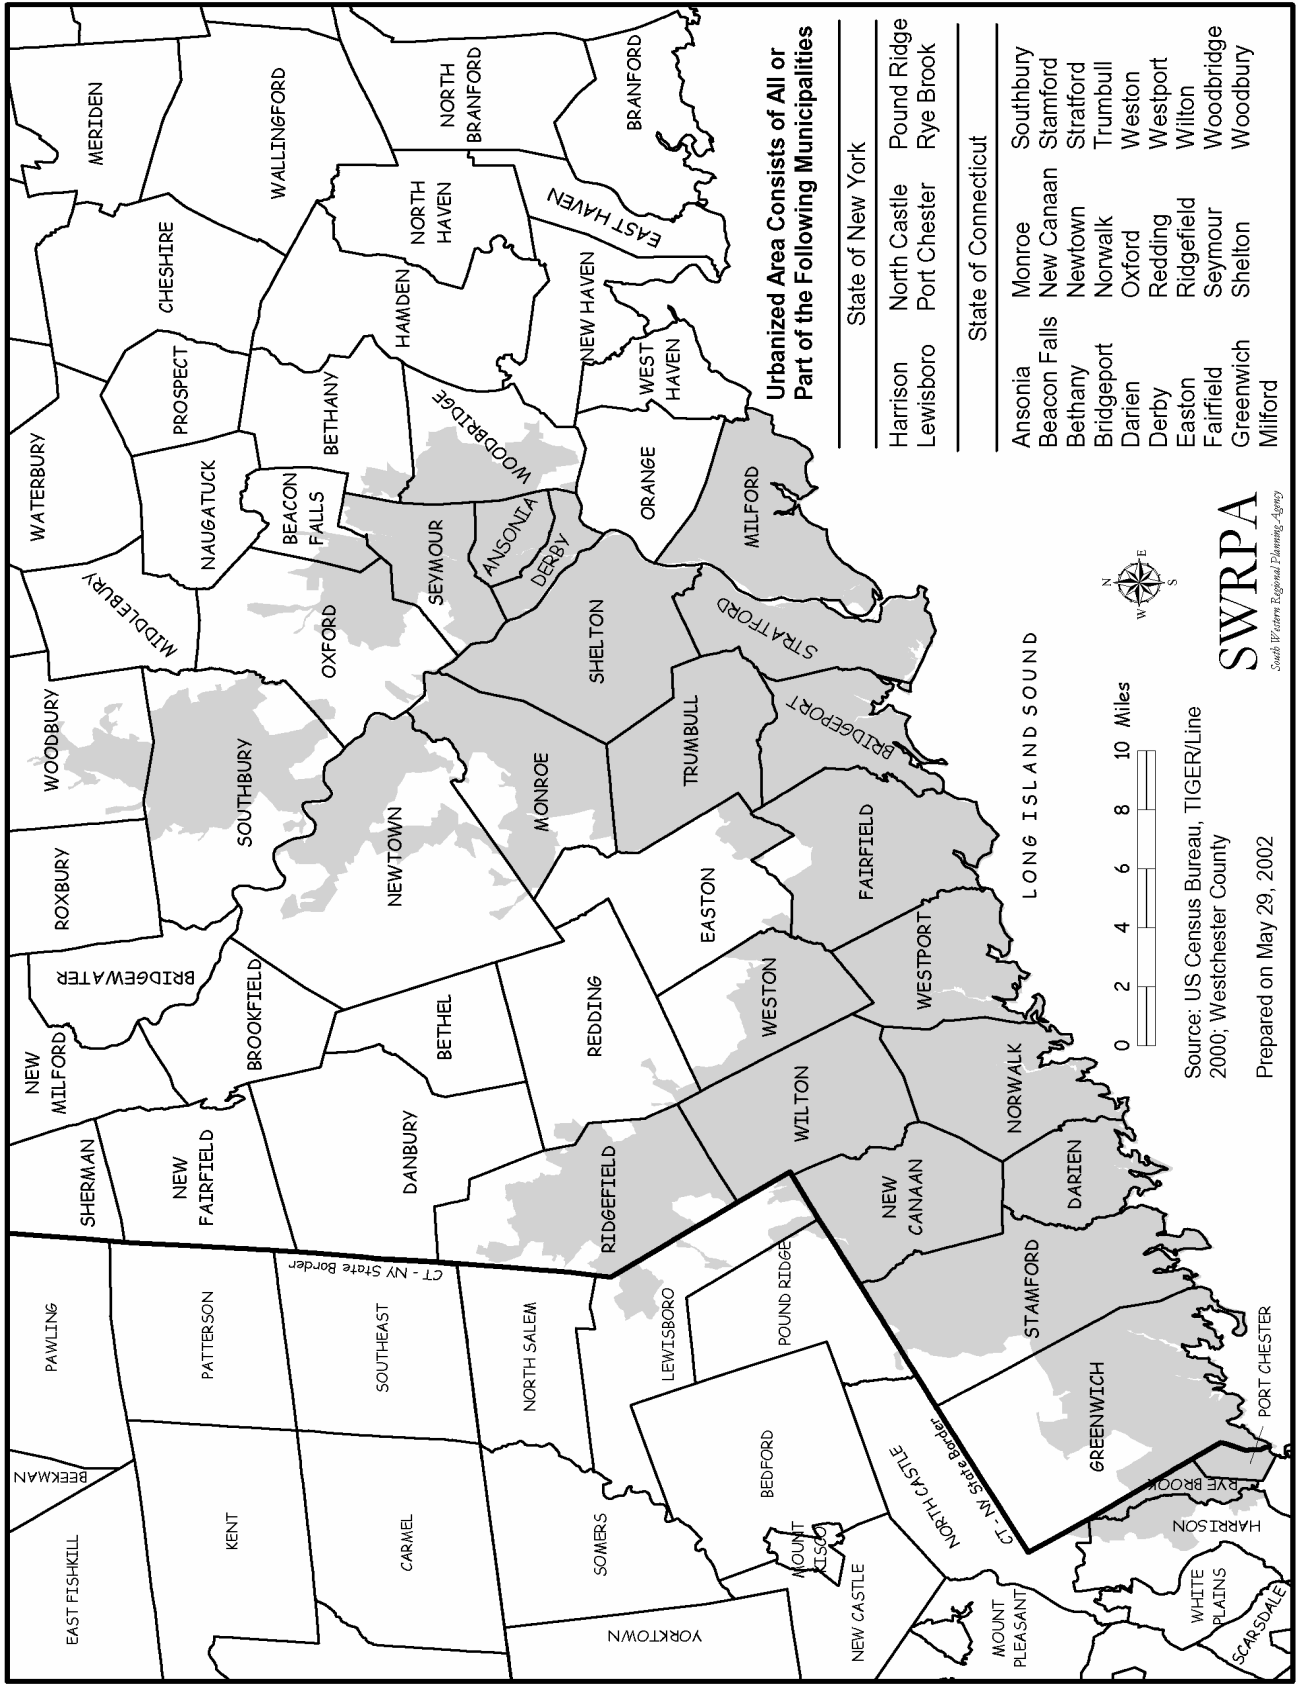 PAWLING
SHERMAN
NEW
MILFORD
BRIDGEWATER
ROXBURY
WOODBURY
MIDDLEBURY
WATERBURY
MERIDEN
EAST FISHKILL
BEEKMAN
PATTERSON
NEW
FAIRFIELD
BROOKFIELD
SOUTHBURY
NAUGATUCK
PROSPECT
CHESHIRE
WALLINGFORD
KENT
CT - NY State Border
DANBURY
BETHEL
NEWTOWN
OXFORD
BEACON
FALLS
BETHANY
HAMDEN
NORTH
HAVEN
NORTH
BRANFORD
CARMEL
SOUTHEAST
SEYMOUR
ANSONIA
DERBY
WOODBRIDGE
SOMERS
NORTH SALEM
RIDGEFIELD
REDDING
MONROE
SHELTON
ORANGE
NEW HAVEN
WEST
HAVEN
EAST HAVEN
BRANFORD
YORKTOWN
LEWISBORO
EASTON
TRUMBULL
STRATFORD
MILFORD
BEDFORD
POUND RIDGE
WILTON
WESTON
FAIRFIELD
BRIDGEPORT
MOUNT
KISCO
NEW CASTLE
NORTH CASTLE
NEW
CANAAN
WESTPORT
CT - NY State Border
MOUNT
PLEASANT
STAMFORD
NORWALK
DARIEN
GREENWICH
LONG ISLAND SOUND
RYE BROOK
PORT CHESTER
HARRISON
WHITE
PLAINS
SCARSDALE
Urbanized Area Consists of All or
Part of the Following Municipalities
State of New York
Harrison North Castle Pound Ridge
Lewisboro Port Chester Rye Brook
State of Connecticut
Ansonia Monroe Southbury
Beacon Falls New Canaan Stamford
Bethany Newtown Stratford
Bridgeport Norwalk Trumbull
Darien Oxford Weston
Derby Redding Westport
Easton Ridgefield Wilton
Fairfield Seymour Woodbridge
Greenwich Shelton Woodbury
Milford
0 2 4 6 8 10 Miles
N
W E
S
Source: US Census Bureau, TIGER/Line
2000; Westchester County
Prepared on May 29, 2002
SWRPA
South Western Regional Planning Agency